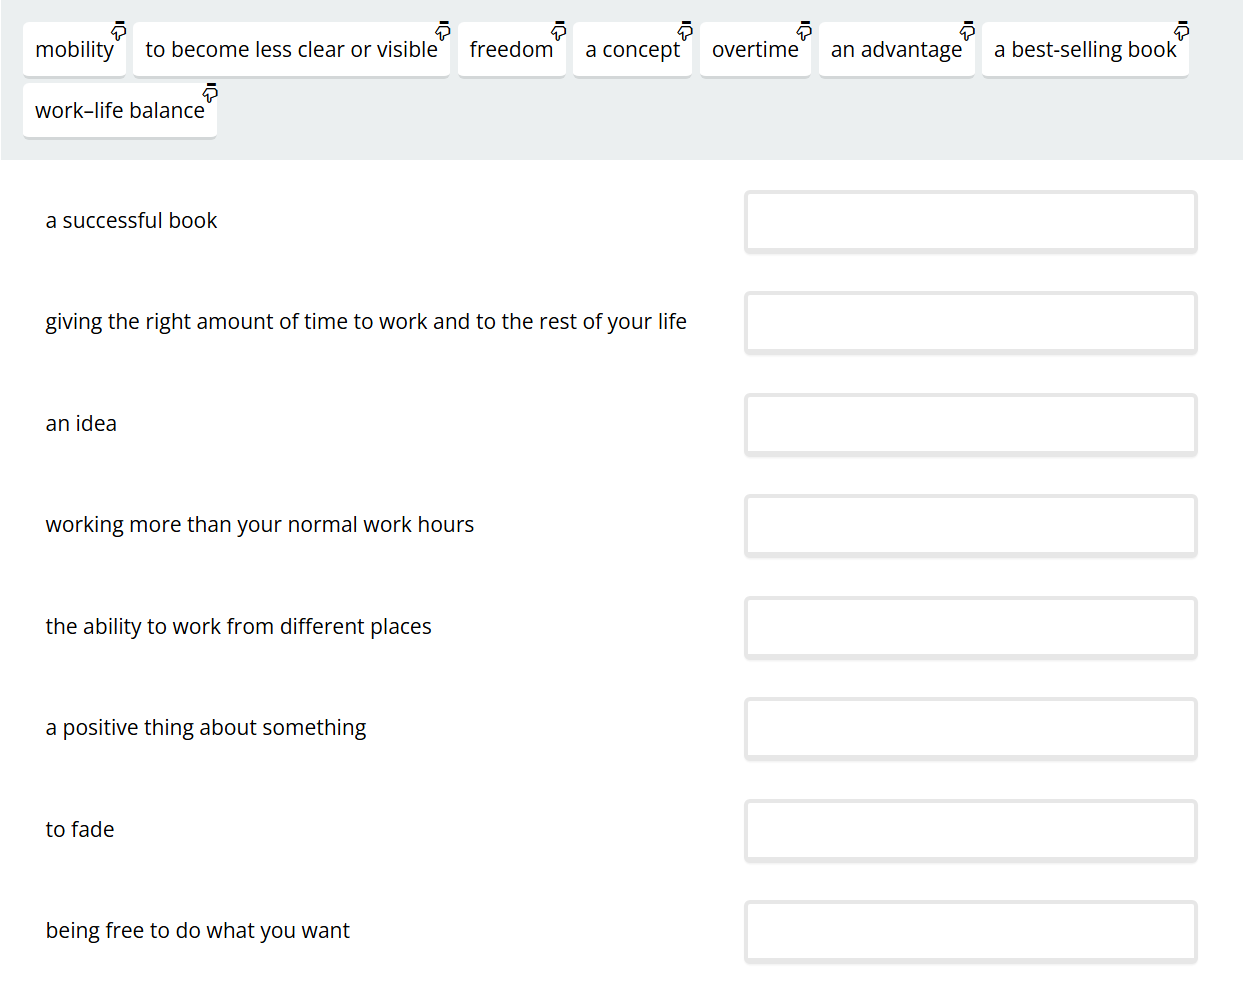 mobility to become less clear or visible freedom a concept overtime an advantage a best-selling book
work–life balance
a successful book
giving the right amount of time to work and to the rest of your life
an idea
working more than your normal work hours
the ability to work from different places
a positive thing about something
to fade
being free to do what you want